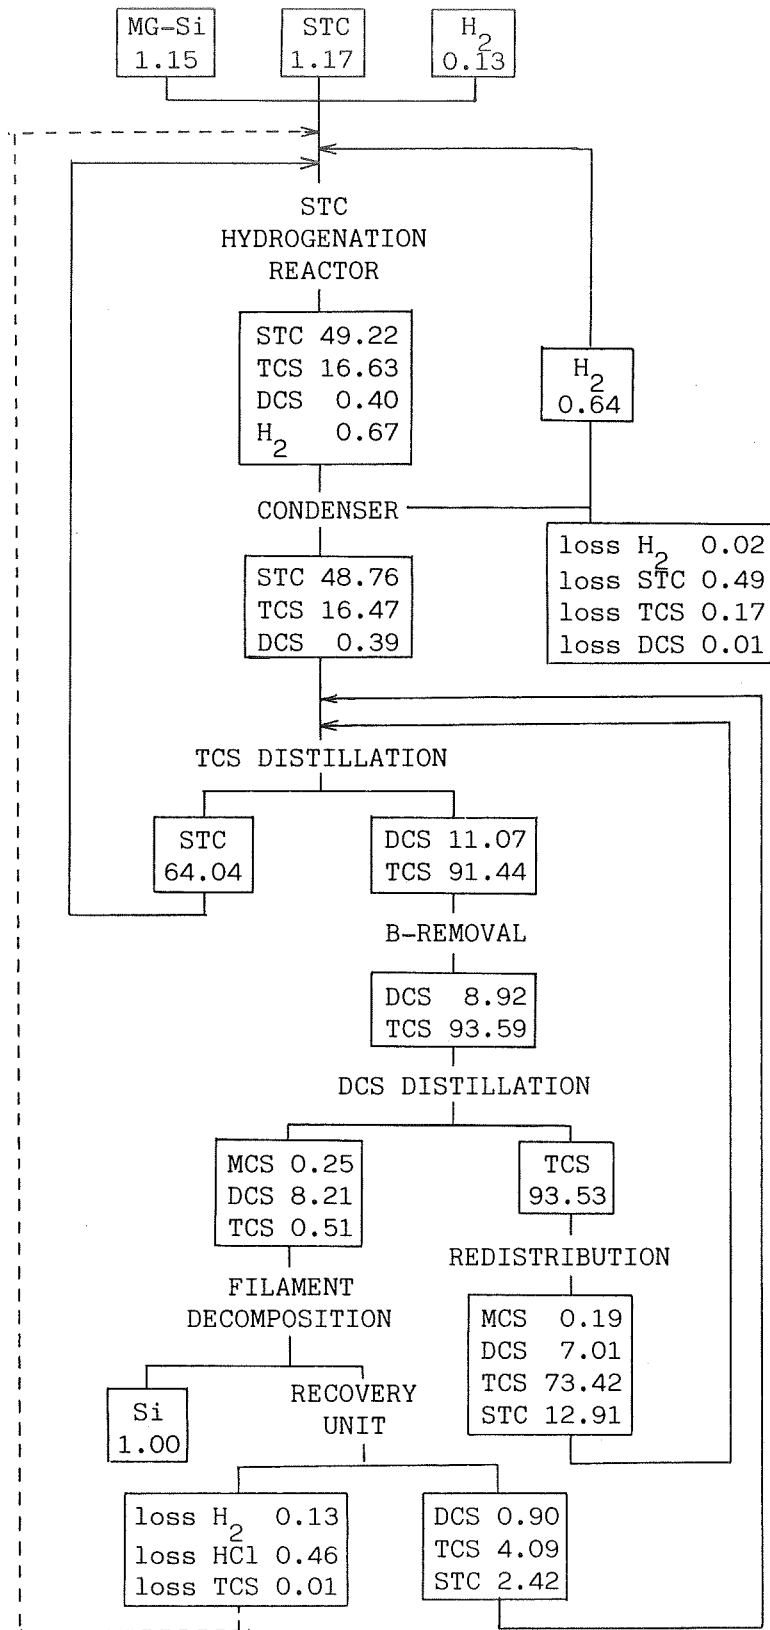 MG-Si
1.15
STC
1.17
H2
0.13
STC
HYDROGENATION
REACTOR
STC 49.22
TCS 16.63
DCS 0.40
H2 0.67
H2
0.64
CONDENSER
STC 48.76
TCS 16.47
DCS 0.39
loss H2 0.02
loss STC 0.49
loss TCS 0.17
loss DCS 0.01
TCS DISTILLATION
STC
64.04
DCS 11.07
TCS 91.44
B-REMOVAL
DCS 8.92
TCS 93.59
DCS DISTILLATION
MCS 0.25
DCS 8.21
TCS 0.51
TCS
93.53
REDISTRIBUTION
FILAMENT
DECOMPOSITION
MCS 0.19
DCS 7.01
TCS 73.42
STC 12.91
Si
1.00
RECOVERY
UNIT
loss H2 0.13
loss HCl 0.46
loss TCS 0.01
DCS 0.90
TCS 4.09
STC 2.42